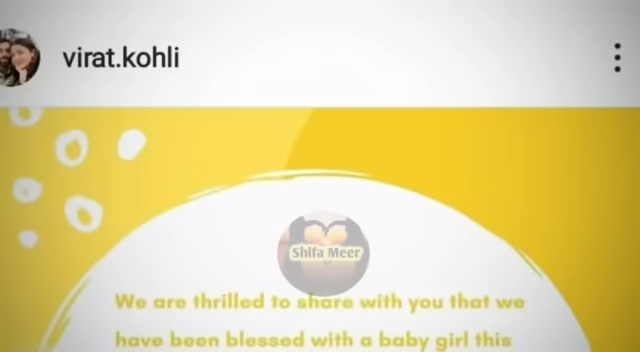 virat.kohli
Shifa Meer
We are thrilled to share with you that we
have been blessed with a baby girl this